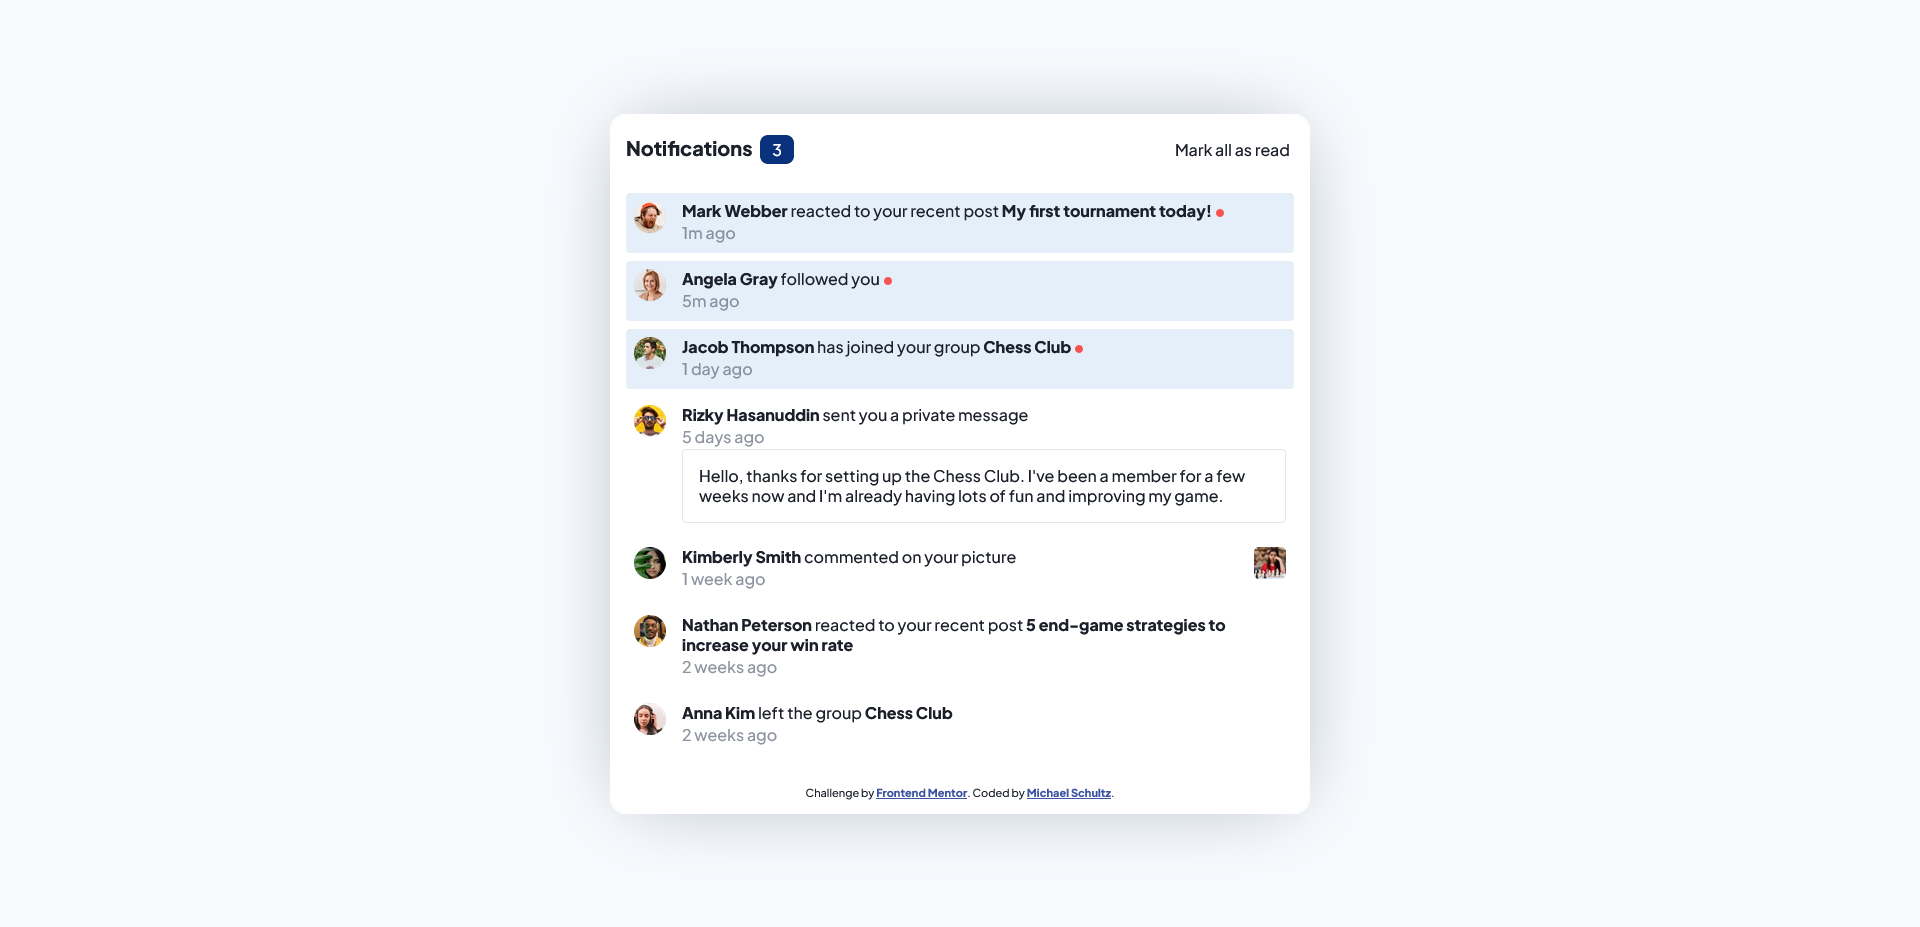 Notifications 3 Mark all as read
Mark Webber reacted to your recent post My first tournament today!
1m ago
Angela Gray followed you
5m ago
Jacob Thompson has joined your group Chess Club
1 day ago
Rizky Hasanuddin sent you a private message
5 days ago
Hello, thanks for setting up the Chess Club. I've been a member for a few
weeks now and I'm already having lots of fun and improving my game.
Kimberly Smith commented on your picture
1 week ago
Nathan Peterson reacted to your recent post 5 end-game strategies to
increase your win rate
2 weeks ago
Anna Kim left the group Chess Club
2 weeks ago
Challenge by Frontend Mentor. Coded by Michael Schultz.